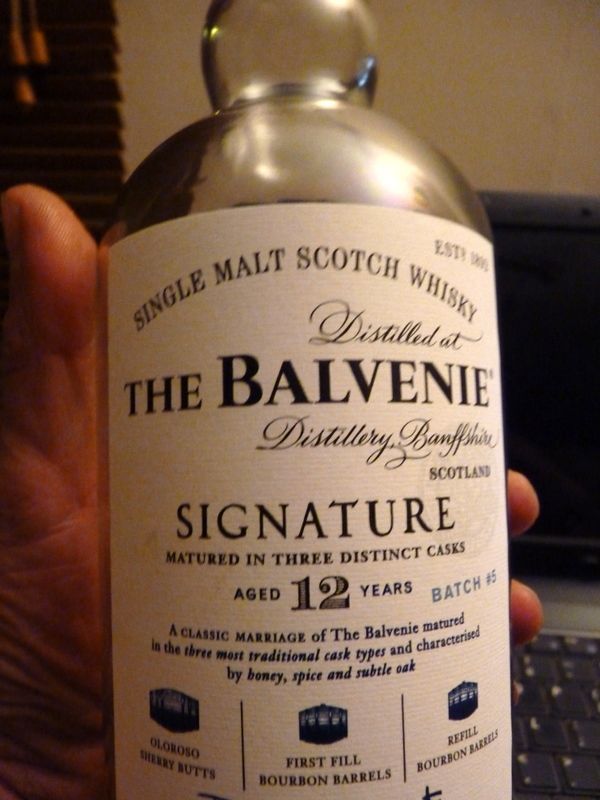 ESTD 1892
SINGLE MALT SCOTCH WHISKY
Distilled at
THE BALVENIE®
Distillery, Banffshire
SCOTLAND
SIGNATURE
MATURED IN THREE DISTINCT CASKS
AGED 12 YEARS
BATCH #5
A CLASSIC MARRIAGE of The Balvenie matured
in the three most traditional cask types and characterised
by honey, spice and subtle oak
OLOROSO
SHERRY BUTTS
FIRST FILL
BOURBON BARRELS
REFILL
BOURBON BARRELS